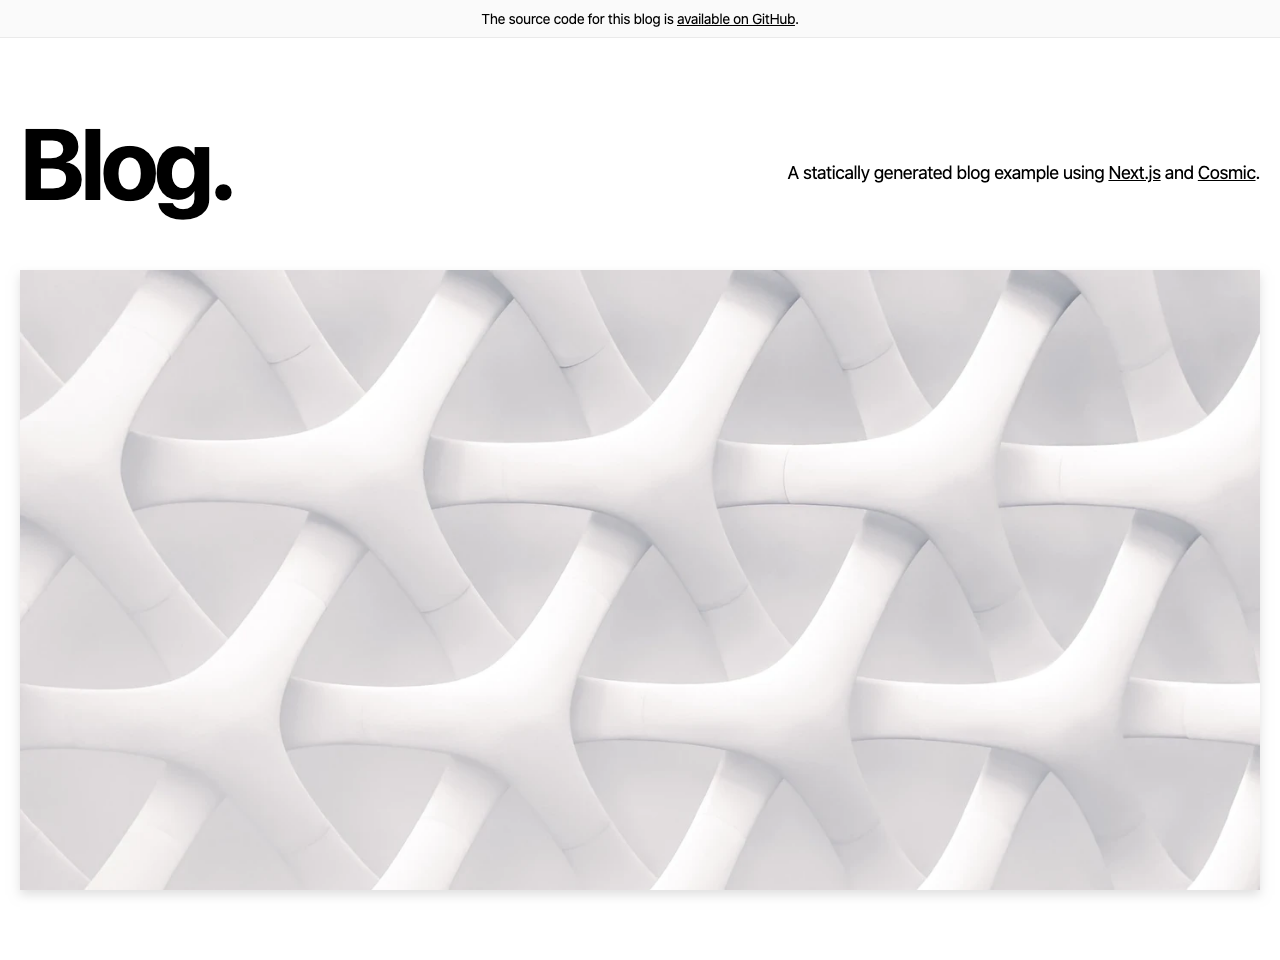 The source code for this blog is available on GitHub.
Blog.
A statically generated blog example using Next.js and Cosmic.